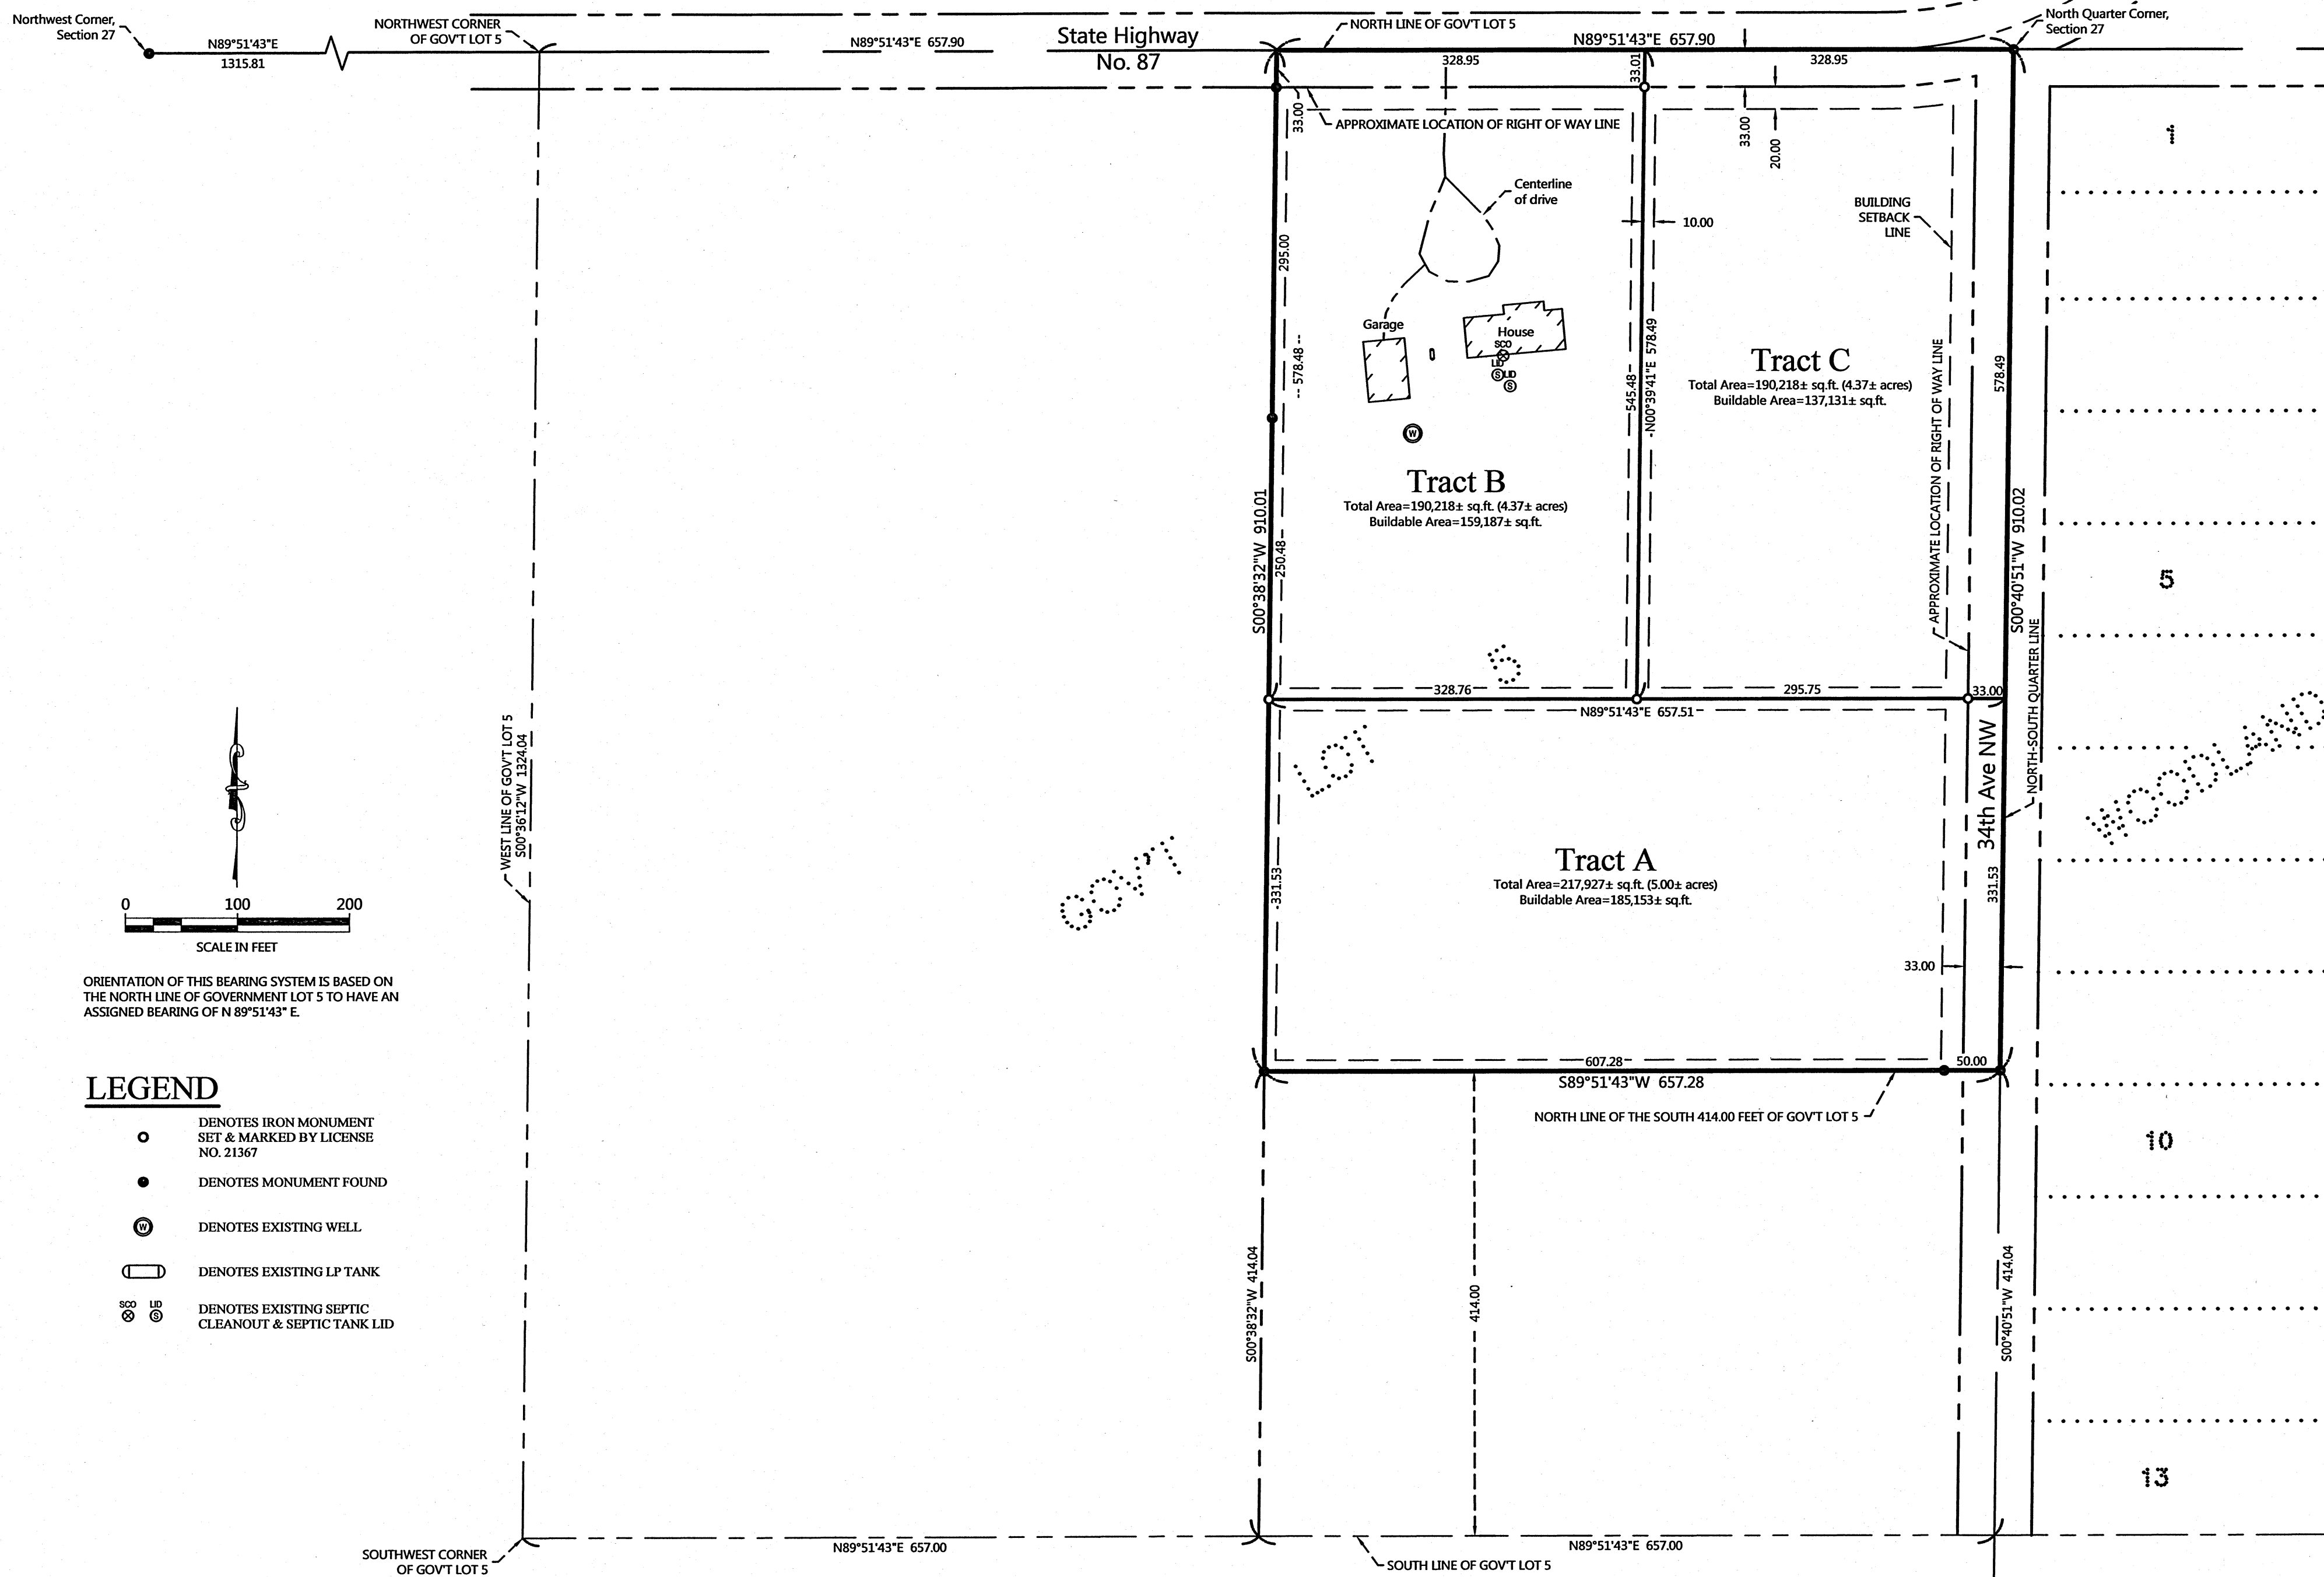 Northwest Corner,
Section 27
N89°51'43"E
1315.81
NORTHWEST CORNER
OF GOV'T LOT 5
N89°51'43"E 657.90
State Highway
No. 87
NORTH LINE OF GOV'T LOT 5
N89°51'43"E 657.90
North Quarter Corner,
Section 27
328.95
33.01
328.95
33.00
APPROXIMATE LOCATION OF RIGHT OF WAY LINE
33.00
20.00
1
Centerline
of drive
10.00
BUILDING
SETBACK
LINE
295.00
-- 578.48 --
Garage
House
SCO
LID
LID
S
S
W
545.48
N00°39'41"E 578.49
Tract C
Total Area=190,218± sq.ft. (4.37± acres)
Buildable Area=137,131± sq.ft.
APPROXIMATE LOCATION OF RIGHT OF WAY LINE
578.49
Tract B
Total Area=190,218± sq.ft. (4.37± acres)
Buildable Area=159,187± sq.ft.
S00°38'32"W 910.01
250.48
S00°40'51"W 910.02
5
5
328.76
295.75
33.00
N89°51'43"E 657.51
NORTH-SOUTH QUARTER LINE
34th Ave NW
WOODLAND
LOT
GOV'T
WEST LINE OF GOV'T LOT 5
S00°36'12"W 1324.04
Tract A
Total Area=217,927± sq.ft. (5.00± acres)
Buildable Area=185,153± sq.ft.
331.53
331.53
33.00
0 100 200
SCALE IN FEET
ORIENTATION OF THIS BEARING SYSTEM IS BASED ON
THE NORTH LINE OF GOVERNMENT LOT 5 TO HAVE AN
ASSIGNED BEARING OF N 89°51'43" E.
607.28
50.00
S89°51'43"W 657.28
NORTH LINE OF THE SOUTH 414.00 FEET OF GOV'T LOT 5
10
LEGEND
DENOTES IRON MONUMENT
SET & MARKED BY LICENSE
NO. 21367
DENOTES MONUMENT FOUND
W
DENOTES EXISTING WELL
DENOTES EXISTING LP TANK
SCO LID
S
DENOTES EXISTING SEPTIC
CLEANOUT & SEPTIC TANK LID
S00°38'32"W 414.04
414.00
S00°40'51"W 414.04
13
SOUTHWEST CORNER
OF GOV'T LOT 5
N89°51'43"E 657.00
SOUTH LINE OF GOV'T LOT 5
N89°51'43"E 657.00